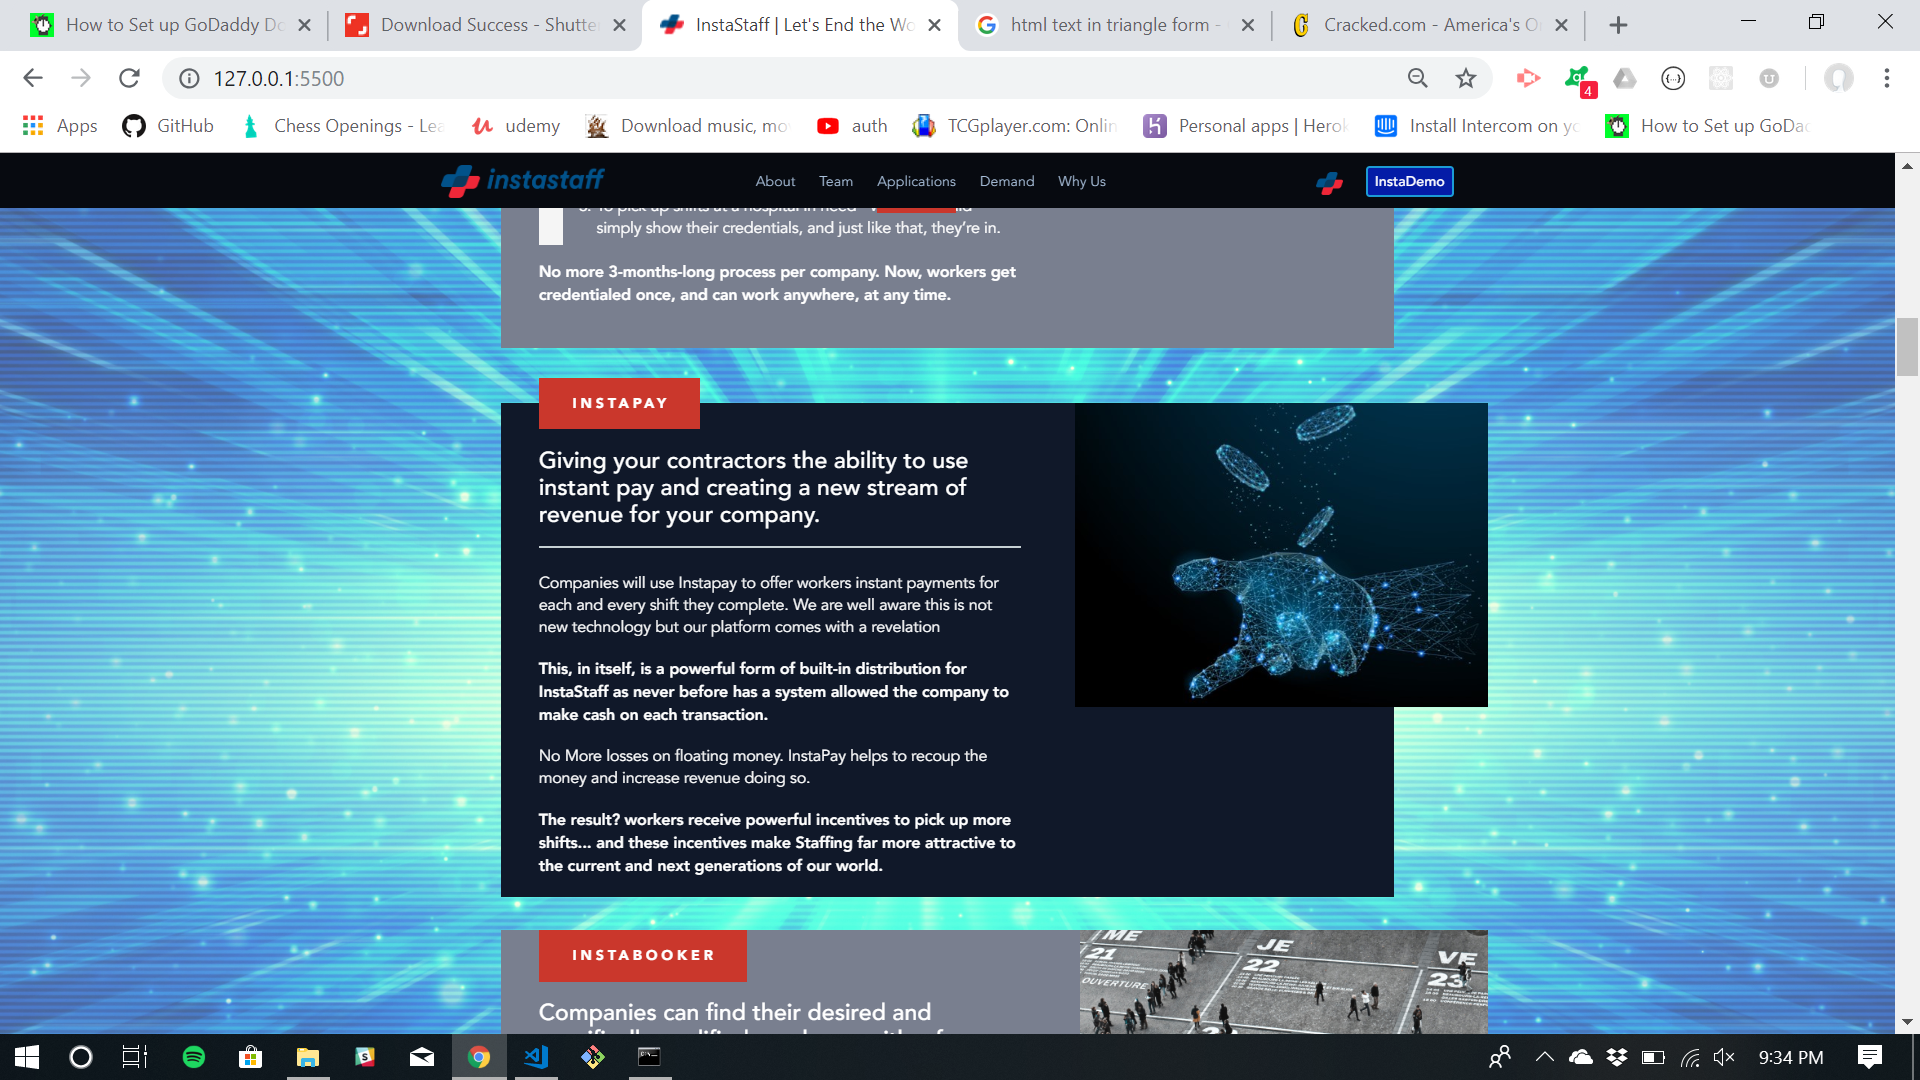 How to Set up GoDaddy Do
Download Success - Shutte
InstaStaff | Let's End the Wo
html text in triangle form -
Cracked.com - America's O
127.0.0.1:5500
4
Apps
GitHub
Chess Openings - Lea
udemy
Download music, mo
auth
TCGplayer.com: Onlin
Personal apps | Herok
Install Intercom on yo
How to Set up GoDad
instastaff
About
Team
Applications
Demand
Why Us
InstaDemo
simply show their credentials, and just like that, they're in.
No more 3-months-long process per company. Now, workers get
credentialed once, and can work anywhere, at any time.
INSTAPAY
Giving your contractors the ability to use
instant pay and creating a new stream of
revenue for your company.
Companies will use Instapay to offer workers instant payments for
each and every shift they complete. We are well aware this is not
new technology but our platform comes with a revelation
This, in itself, is a powerful form of built-in distribution for
InstaStaff as never before has a system allowed the company to
make cash on each transaction.
No More losses on floating money. InstaPay helps to recoup the
money and increase revenue doing so.
The result? workers receive powerful incentives to pick up more
shifts... and these incentives make Staffing far more attractive to
the current and next generations of our world.
INSTABOOKER
ME
JE
VE
21
22
23
OUVERTURE
Companies can find their desired and
9:34 PM